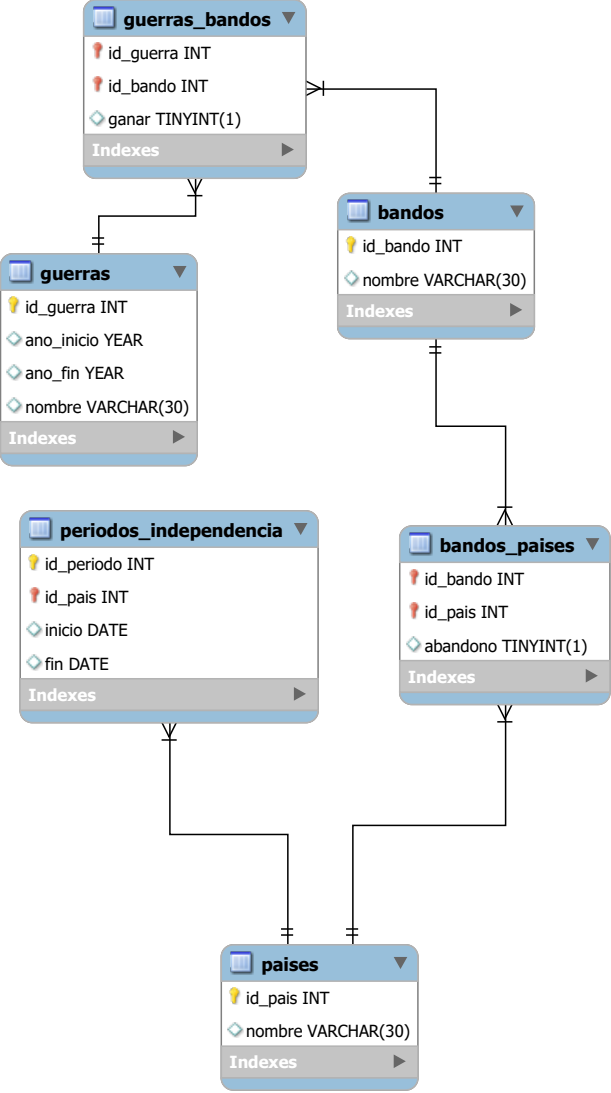 guerras_bandos
id_guerra INT
id_bando INT
ganar TINYINT(1)
Indexes
bandos
id_bando INT
nombre VARCHAR(30)
Indexes
guerras
id_guerra INT
ano_inicio YEAR
ano_fin YEAR
nombre VARCHAR(30)
Indexes
periodos_independencia
id_periodo INT
id_pais INT
inicio DATE
fin DATE
Indexes
bandos_paises
id_bando INT
id_pais INT
abandono TINYINT(1)
Indexes
paises
id_pais INT
nombre VARCHAR(30)
Indexes